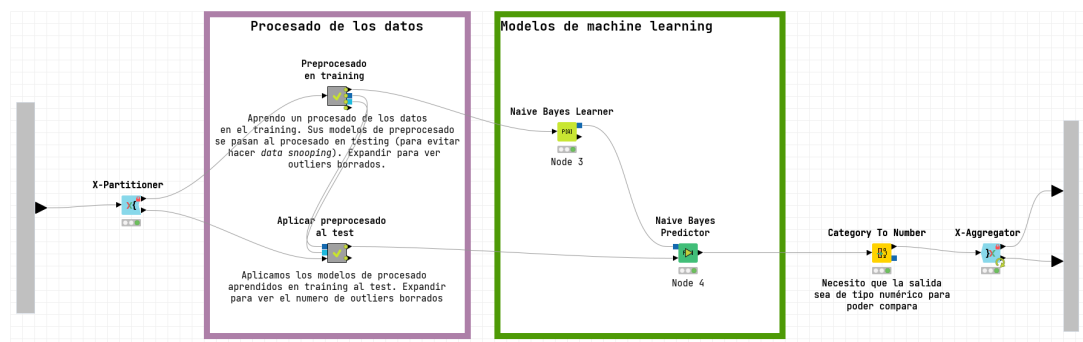 Procesado de los datos
Modelos de machine learning
Preprocesado
en training
Aprendo un procesado de los datos
en el training. Sus modelos de preprocesado
se pasan al procesado en testing (para evitar
hacer data snooping). Expandir para ver
outliers borrados.
Naive Bayes Learner
Node 3
X-Partitioner
Aplicar preprocesado
al test
Aplicamos los modelos de procesado
aprendidos en training al test. Expandir
para ver el numero de outliers borrados
Naive Bayes
Predictor
Node 4
Category To Number
Necesito que la salida
sea de tipo numérico para
poder compara
X-Aggregator